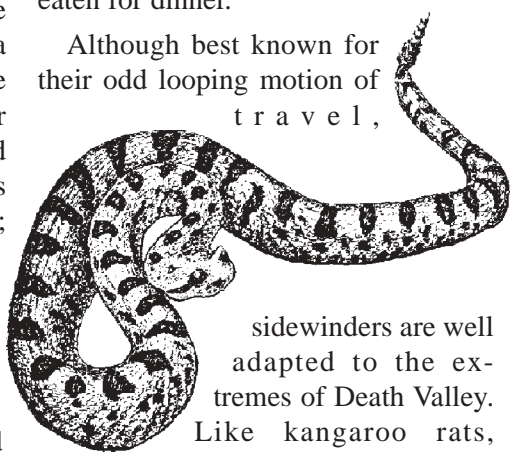 eaten for dinner.
Although best known for
their odd looping motion of
travel,
sidewinders are well
adapted to the ex-
tremes of Death Valley.
Like kangaroo rats,